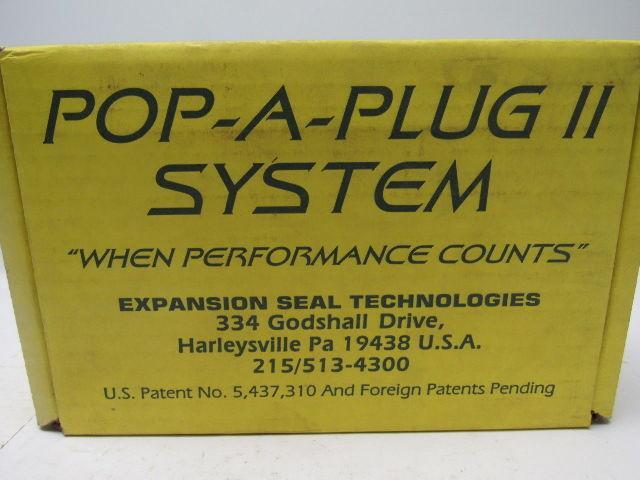 POP-A-PLUG II
SYSTEM
"WHEN PERFORMANCE COUNTS"
EXPANSION SEAL TECHNOLOGIES
334 Godshall Drive,
Harleysville Pa 19438 U.S.A.
215/513-4300
U.S. Patent No. 5,437,310 And Foreign Patents Pending